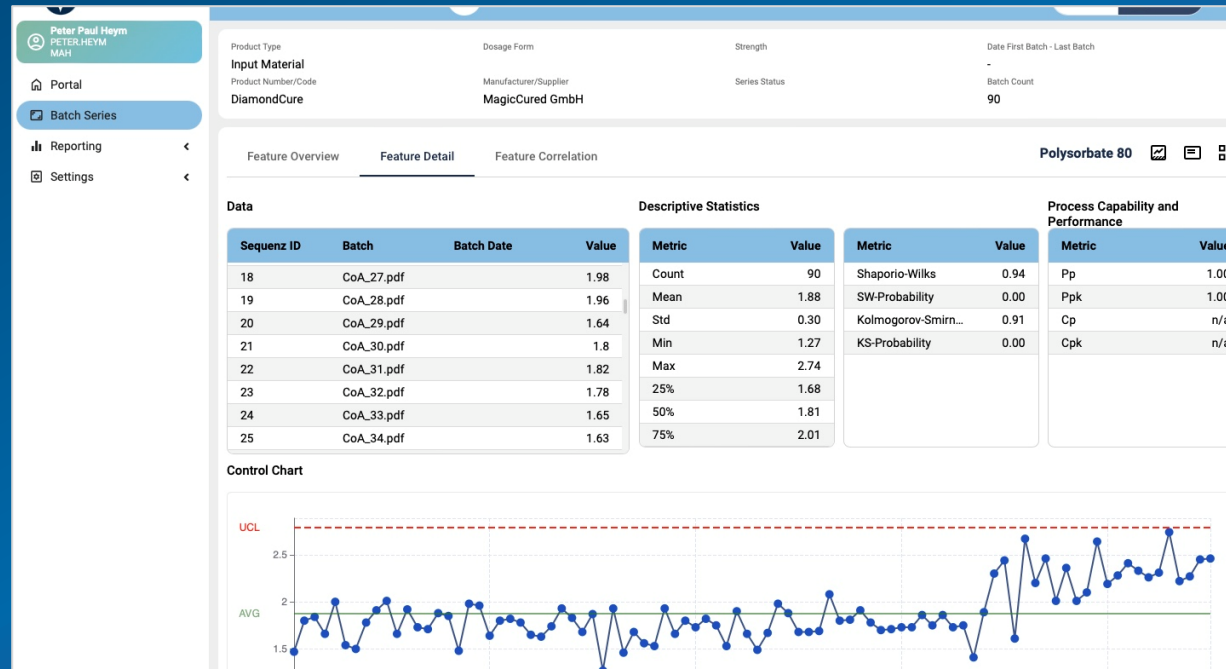 Peter Paul Heym
PETER.HEYM
MAH
Portal
Batch Series
Reporting
Settings
Product Type Dosage Form Strength Date First Batch - Last Batch
Input Material -
Product Number/Code Manufacturer/Supplier Series Status Batch Count
DiamondCure MagicCured GmbH 90
Feature Overview Feature Detail Feature Correlation Polysorbate 80
Data
Sequenz ID Batch Batch Date Value
18 CoA_27.pdf 1.98
19 CoA_28.pdf 1.96
20 CoA_29.pdf 1.64
21 CoA_30.pdf 1.8
22 CoA_31.pdf 1.82
23 CoA_32.pdf 1.78
24 CoA_33.pdf 1.65
25 CoA_34.pdf 1.63
Descriptive Statistics
Metric Value
Count 90
Mean 1.88
Std 0.30
Min 1.27
Max 2.74
25% 1.68
50% 1.81
75% 2.01
Metric Value
Shaporio-Wilks 0.94
SW-Probability 0.00
Kolmogorov-Smirn... 0.91
KS-Probability 0.00
Process Capability and
Performance
Metric Value
Pp 1.00
Ppk 1.00
Cp n/a
Cpk n/a
Control Chart
UCL
2.5
2
AVG
1.5